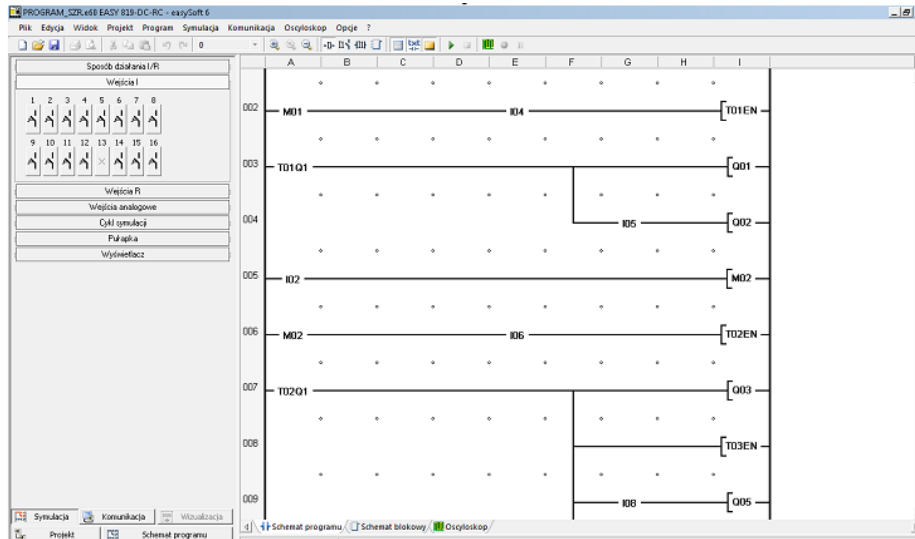 PROGRAM_SZR.e60 EASY 819-DC-RC - easySoft 6
Plik Edycja Widok Projekt Program Symulacja Komunikacja Oscyloskop Opcje ?
0
Sposób działania I/R
Wejścia I
1 2 3 4 5 6 7 8
9 10 11 12 13 14 15 16
Wejścia R
Wejścia analogowe
Cykl symulacji
Pułapka
Wyświetlacz
A B C D E F G H I
002 M01 I04 [T01EN
003 T01Q1 [Q01
004 I05 [Q02
005 I02 [M02
006 M02 I06 [T02EN
007 T02Q1 [Q03
008 [T03EN
009 I08 [Q05
Symulacja Komunikacja Wizualizacja
Projekt Schemat programu
Schemat programu Schemat blokowy Oscyloskop